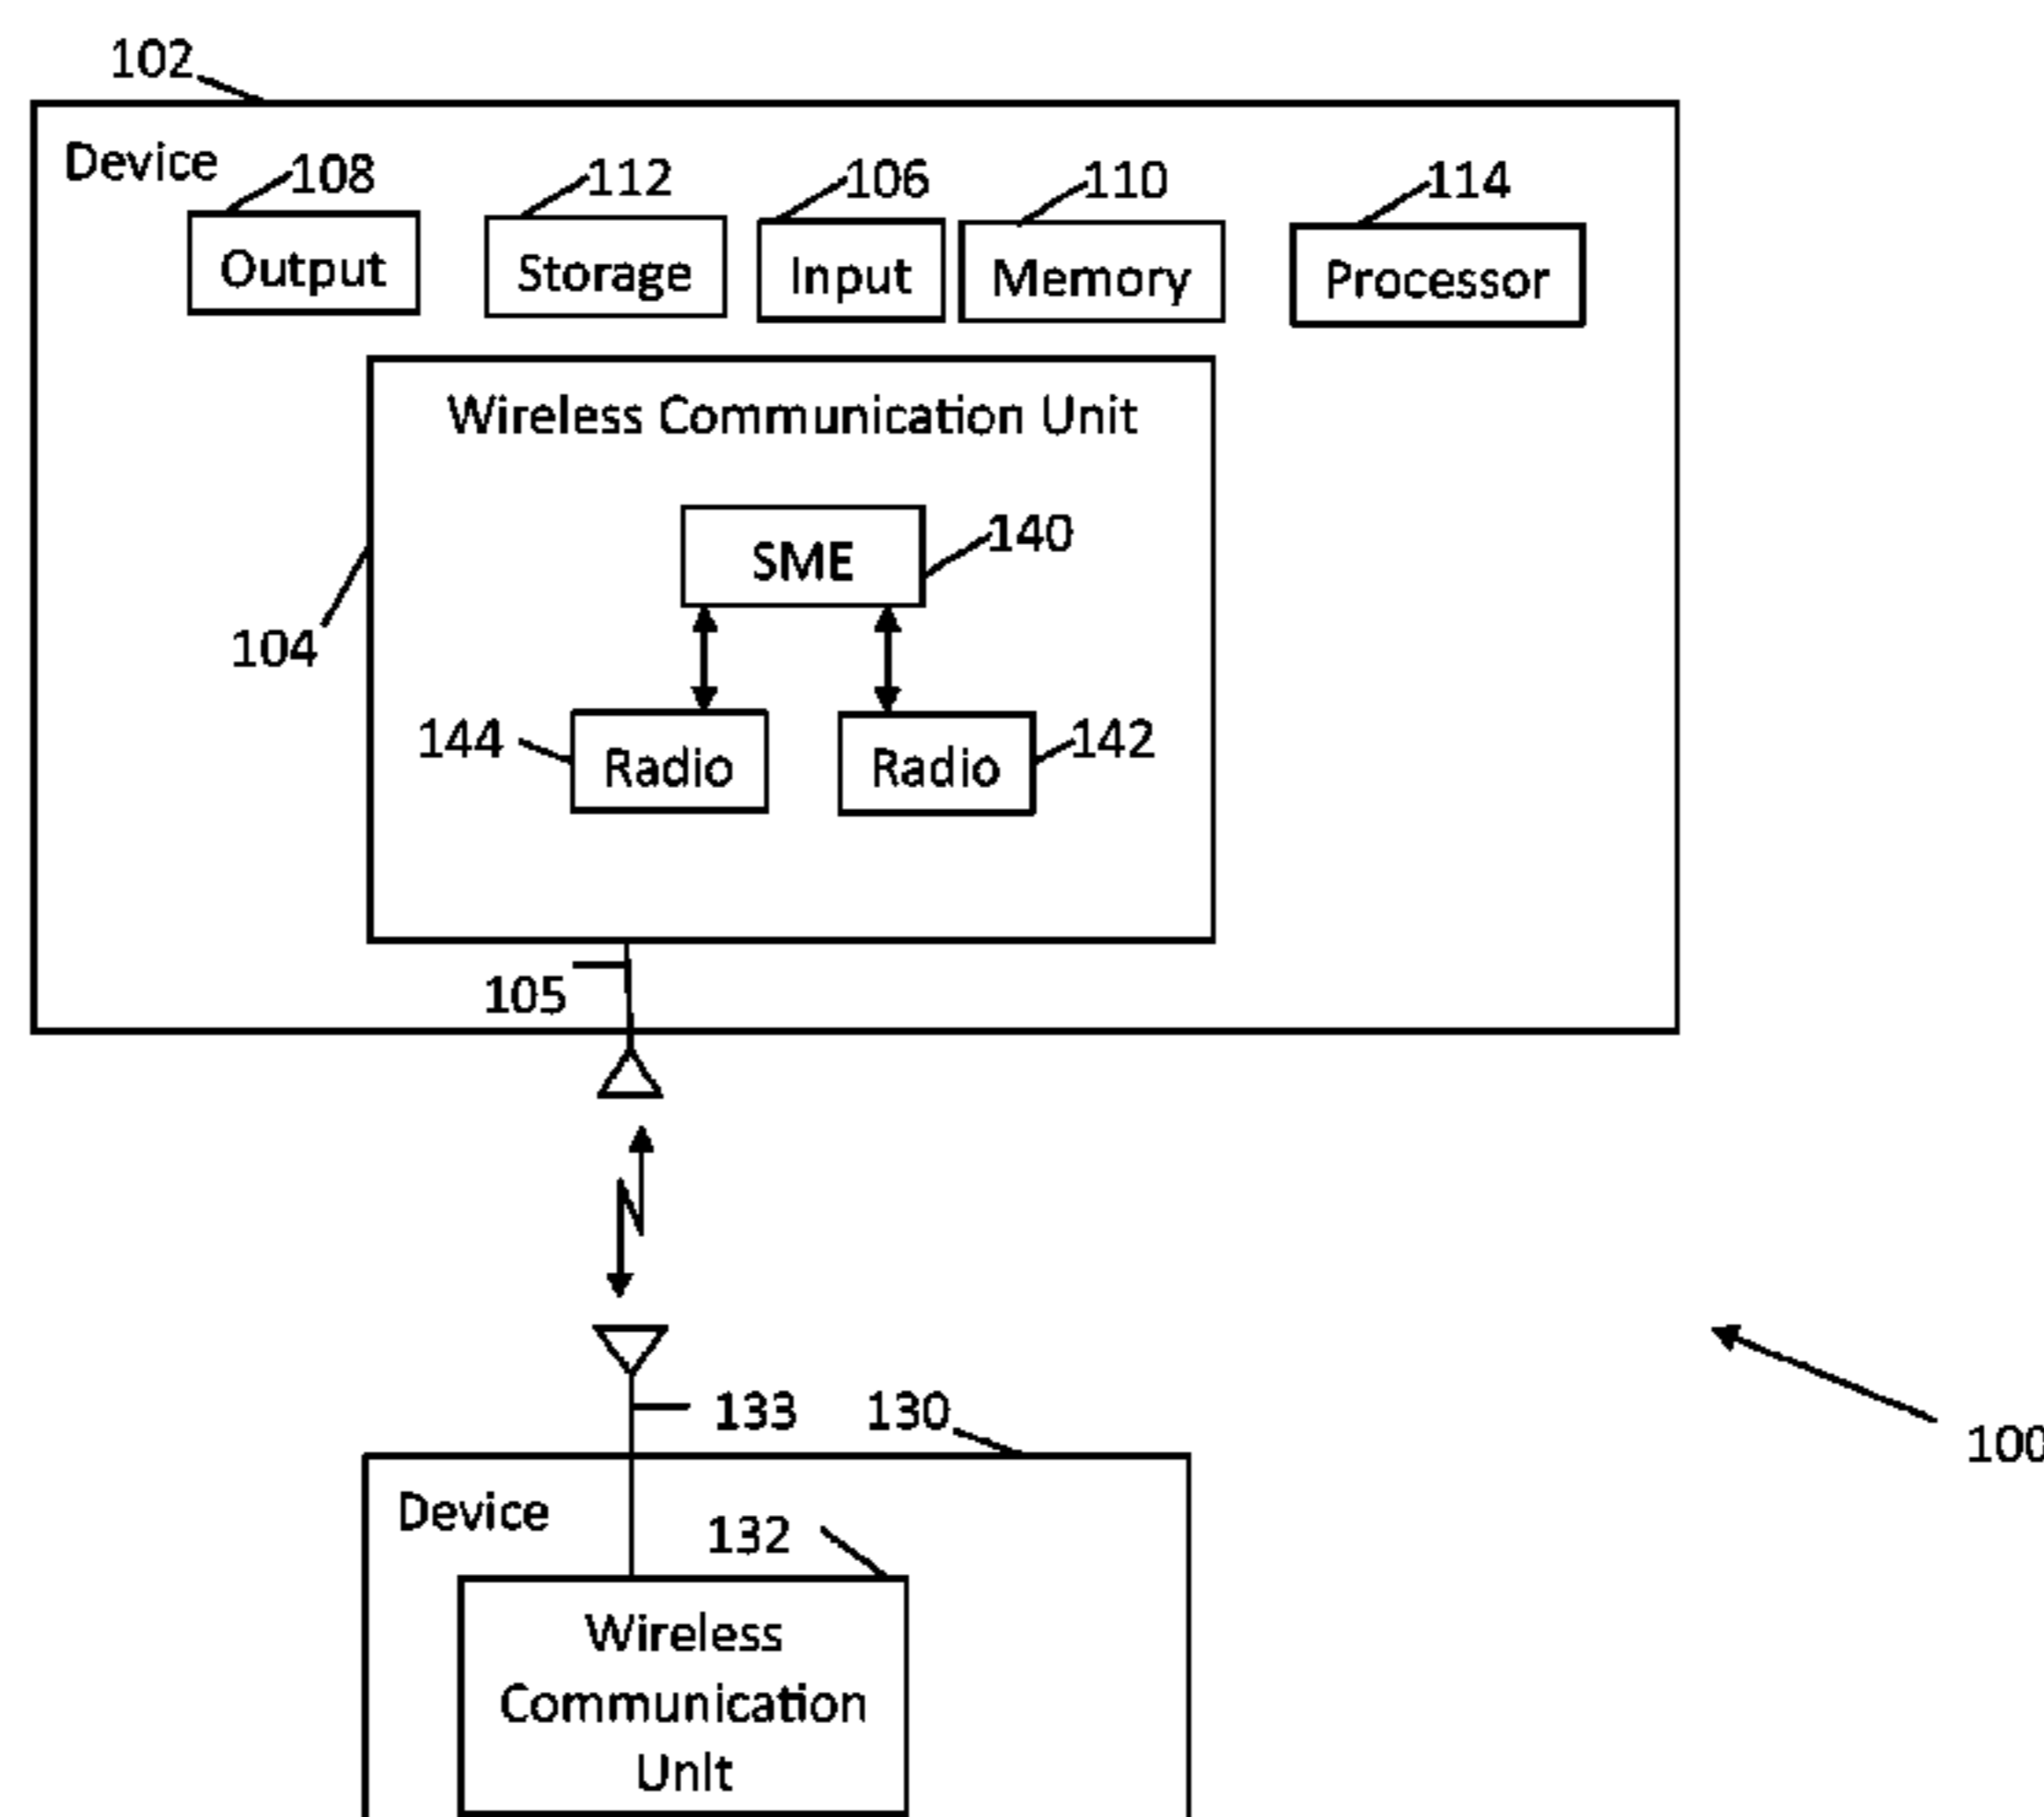 102
Device
108
112
106
110
114
Output
Storage
Input
Memory
Processor
Wireless Communication Unit
SME
140
104
144
Radio
Radio
142
105
133
130
100
Device
132
Wireless
Communication
Unit